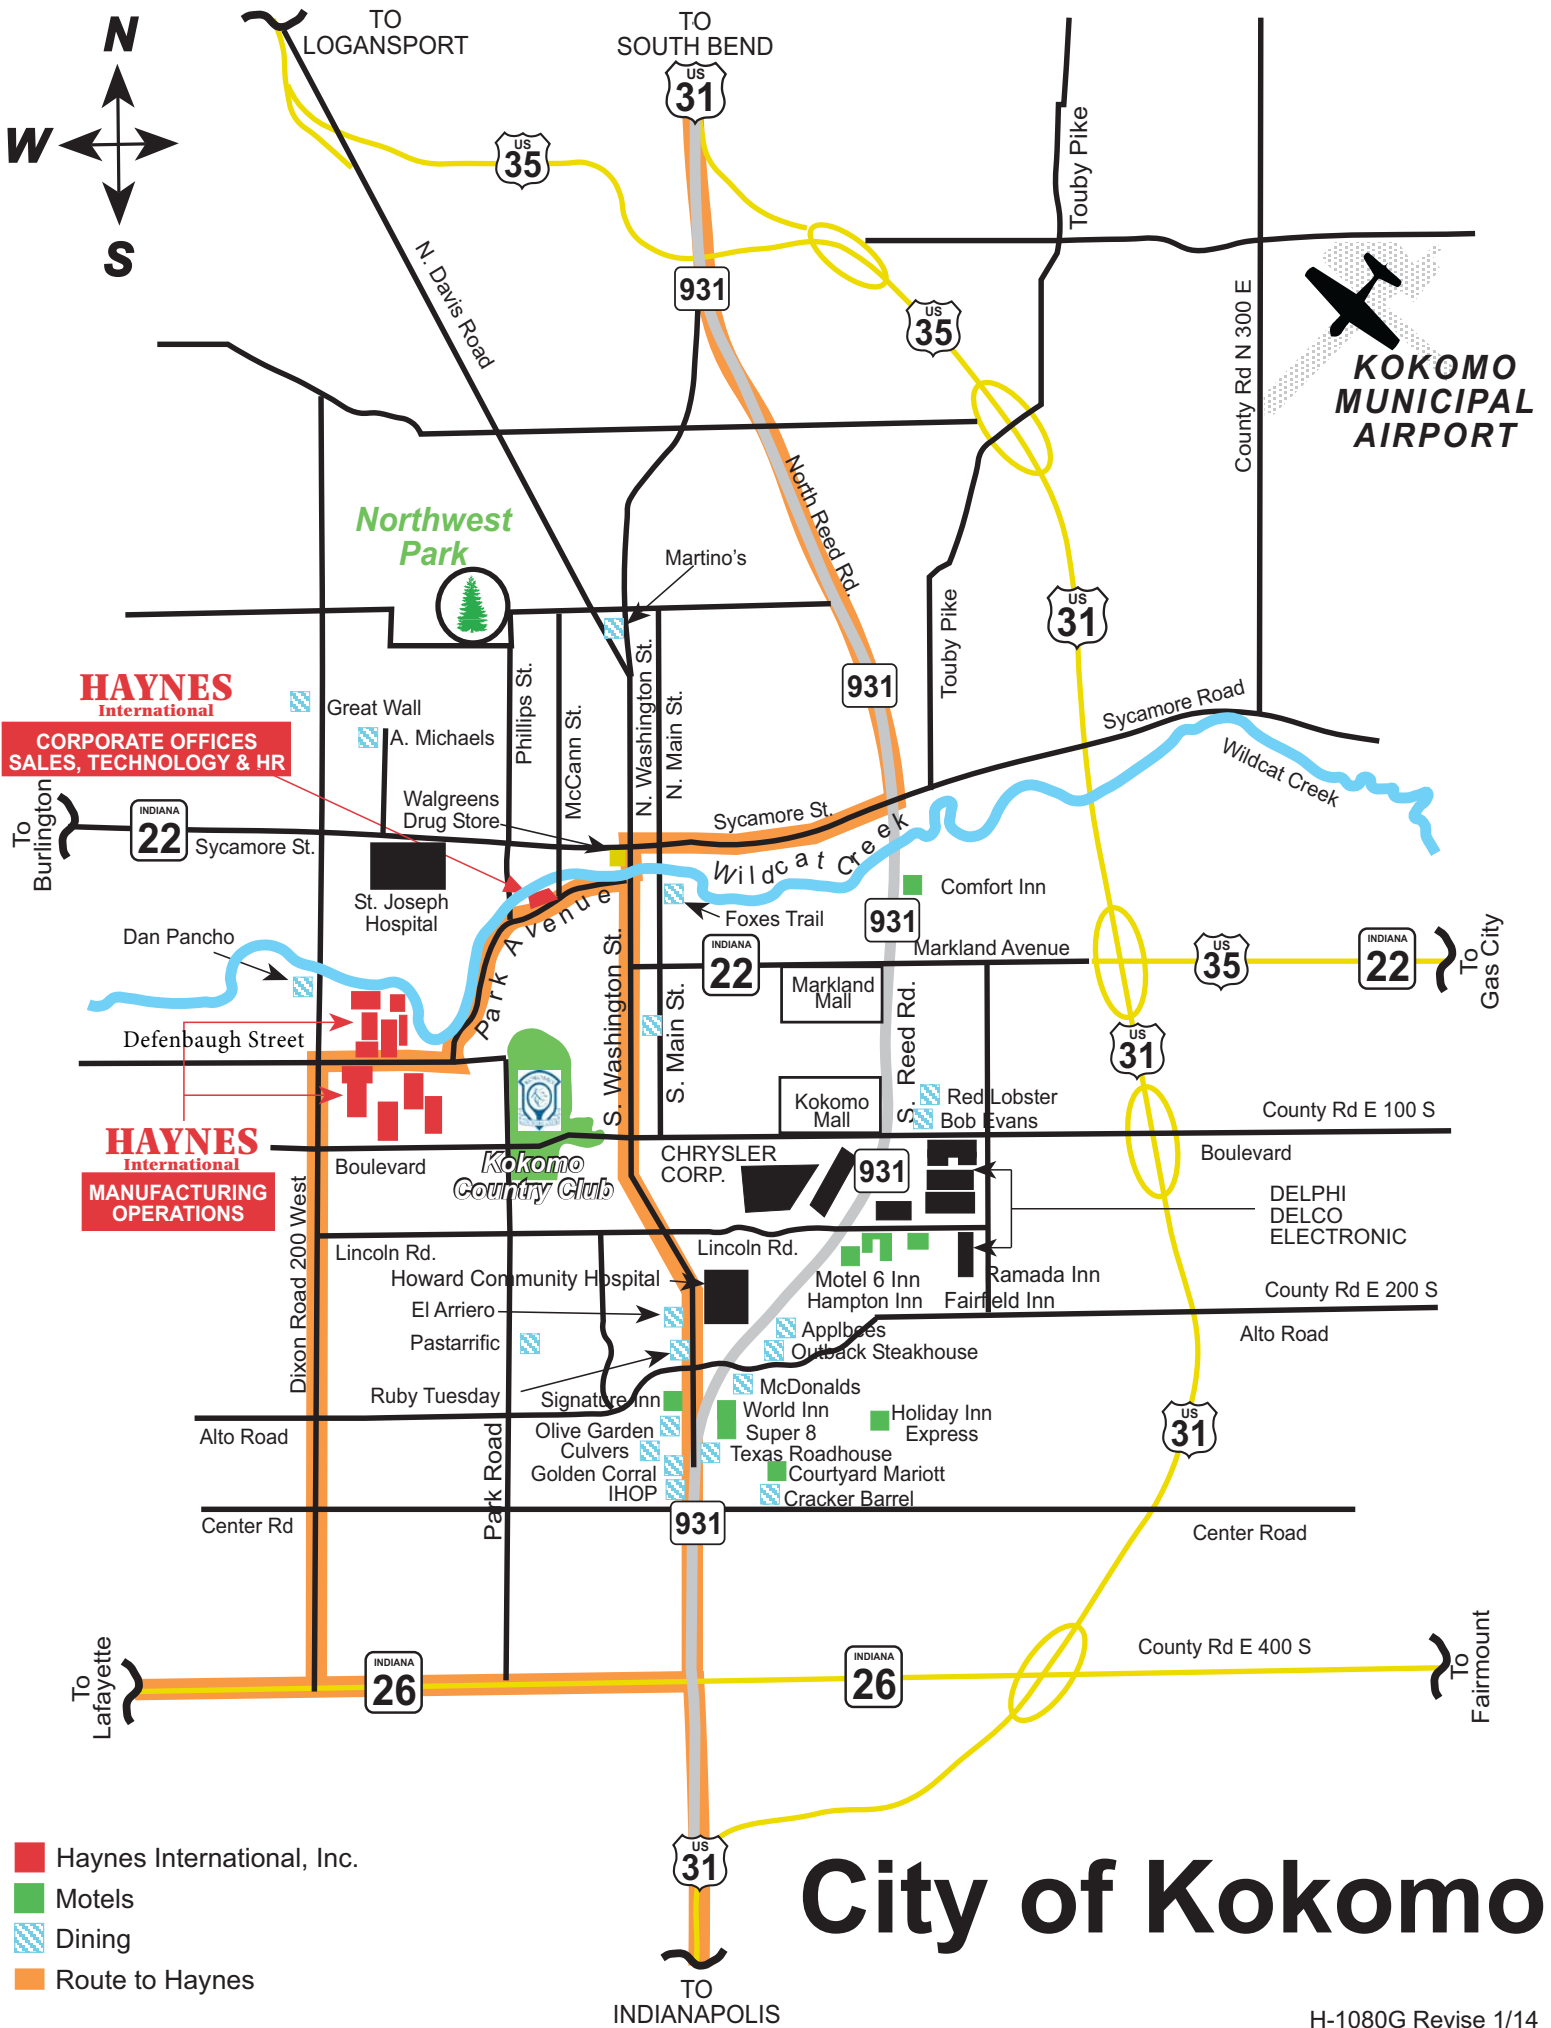 N
W
S
TO
LOGANSPORT
TO
SOUTH BEND
US
31
US
35
931
US
35
Touby Pike
N. Davis Road
County Rd N 300 E
KOKOMO
MUNICIPAL
AIRPORT
North Reed Rd.
Northwest
Park
Martino's
US
31
Touby Pike
931
Sycamore Road
Wildcat Creek
HAYNES
International
CORPORATE OFFICES
SALES, TECHNOLOGY & HR
Great Wall
A. Michaels
Phillips St.
McCann St.
N. Washington St.
N. Main St.
Walgreens
Drug Store
Sycamore St.
To
Burlington
INDIANA
22
Sycamore St.
Wildcat Creek
St. Joseph
Hospital
Comfort Inn
Foxes Trail
931
Park Avenue
Dan Pancho
INDIANA
22
Markland Avenue
US
35
INDIANA
22
To
Gas City
Markland
Mall
Defenbaugh Street
S. Washington St.
S. Main St.
S. Reed Rd.
US
31
Kokomo
Mall
Red Lobster
Bob Evans
County Rd E 100 S
Boulevard
HAYNES
International
MANUFACTURING
OPERATIONS
Boulevard
Kokomo
Country Club
CHRYSLER
CORP.
931
DELPHI
DELCO
ELECTRONIC
Dixon Road 200 West
Lincoln Rd.
Lincoln Rd.
Howard Community Hospital
Motel 6 Inn
Hampton Inn
Ramada Inn
Fairfield Inn
County Rd E 200 S
Alto Road
El Arriero
Pastarrific
Applbees
Outback Steakhouse
Ruby Tuesday
Signature Inn
McDonalds
World Inn
Super 8
Holiday Inn
Express
US
31
Alto Road
Olive Garden
Culvers
Golden Corral
IHOP
Texas Roadhouse
Courtyard Mariott
Cracker Barrel
Park Road
Center Rd
931
Center Road
To
Lafayette
INDIANA
26
INDIANA
26
County Rd E 400 S
To
Fairmount
US
31
Haynes International, Inc.
Motels
Dining
Route to Haynes
City of Kokomo
TO
INDIANAPOLIS
H-1080G Revise 1/14